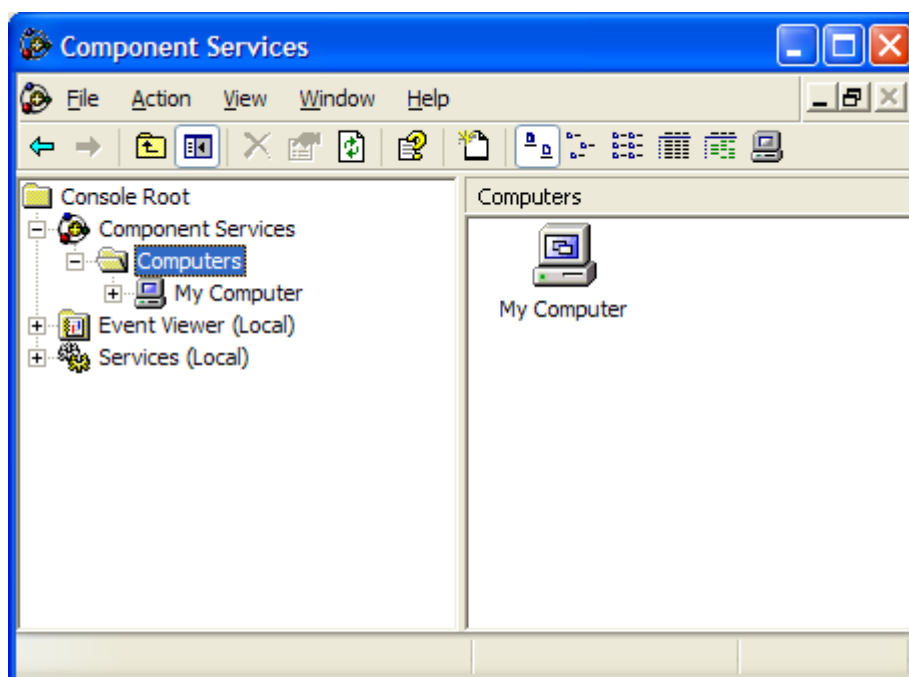 Component Services
File Action View Window Help
Console Root
Component Services
Computers
My Computer
Event Viewer (Local)
Services (Local)
Computers
My Computer